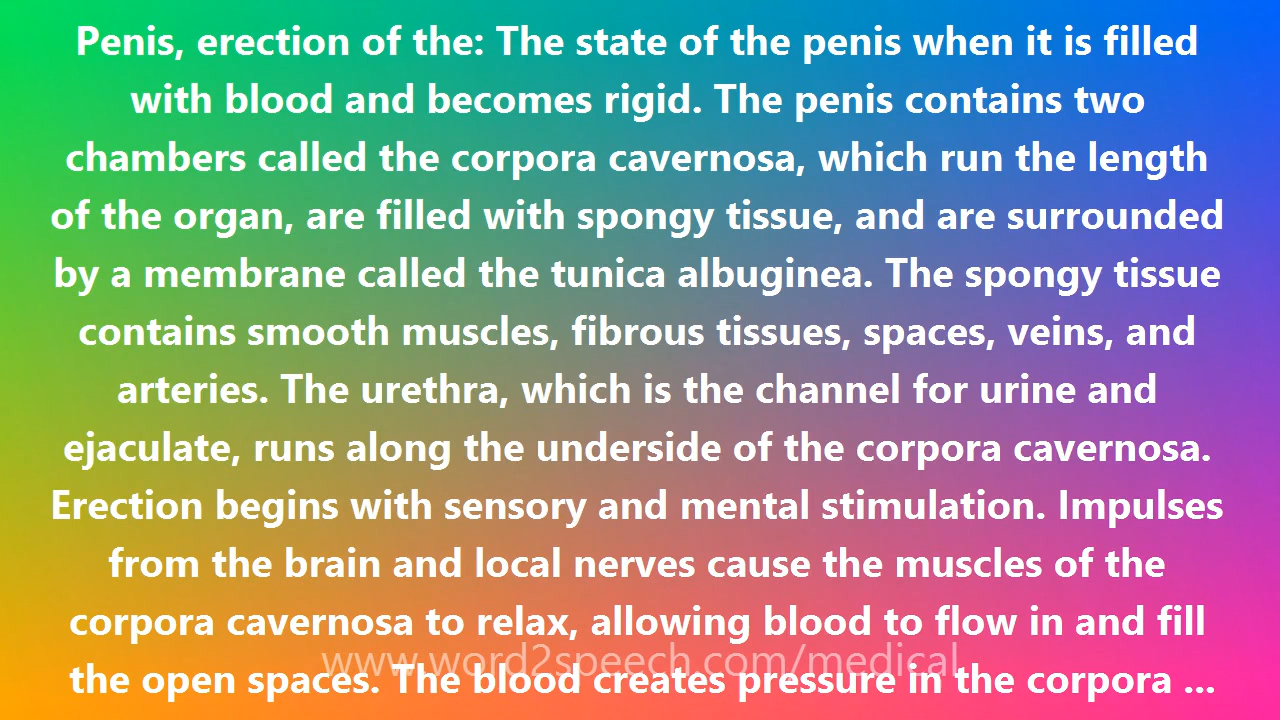 Penis, erection of the: The state of the penis when it is filled
with blood and becomes rigid. The penis contains two
chambers called the corpora cavernosa, which run the length
of the organ, are filled with spongy tissue, and are surrounded
by a membrane called the tunica albuginea. The spongy tissue
contains smooth muscles, fibrous tissues, spaces, veins, and
arteries. The urethra, which is the channel for urine and
ejaculate, runs along the underside of the corpora cavernosa.
Erection begins with sensory and mental stimulation. Impulses
from the brain and local nerves cause the muscles of the
corpora cavernosa to relax, allowing blood to flow in and fill
www.word2speech.com/medical
the open spaces. The blood creates pressure in the corpora ...